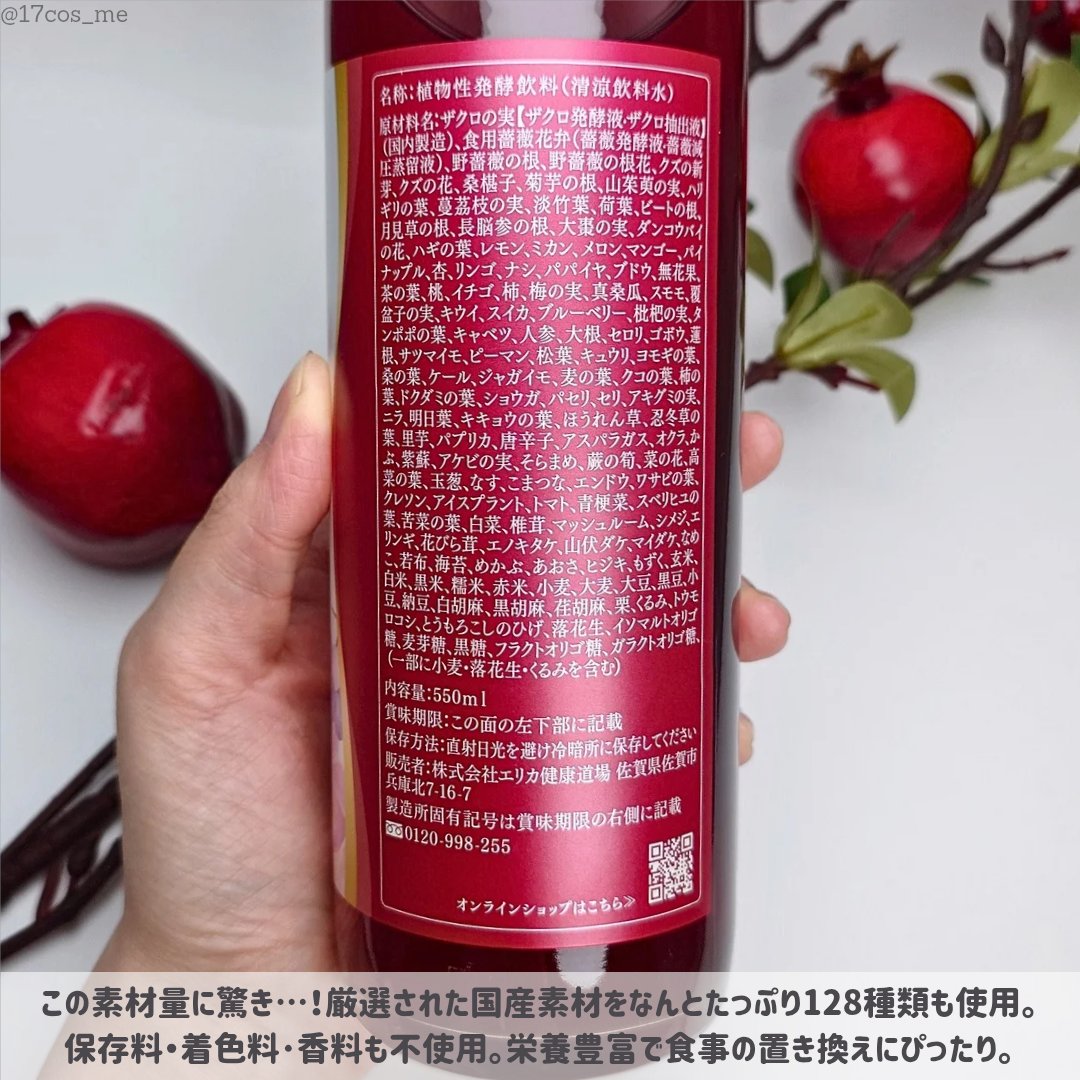 @17cos_me
名称：植物性発酵飲料（清涼飲料水）
原材料名：ザクロの実【ザクロ発酵液・ザクロ抽出液】
（国内製造）、食用薔薇花弁（薔薇発酵液・薔薇減
圧蒸留液）、野薔薇の根、野薔薇の根花、クズの新
芽、クズの花、桑椹子、菊芋の根、山茱萸の実、ハリ
ギリの葉、蔓茘枝の実、淡竹葉、荷葉、ビートの根、
月見草の根、長脳参の根、大棗の実、ダンコウバイ
の花、ハギの葉、レモン、ミカン、メロン、マンゴー、パイ
ナップル、杏、リンゴ、ナシ、パパイヤ、ブドウ、無花果、
茶の葉、桃、イチゴ、柿、梅の実、真桑瓜、スモモ、覆
盆子の実、キウイ、スイカ、ブルーベリー、枇杷の実、タ
ンポポの葉、キャベツ、人参、大根、セロリ、ゴボウ、蓮
根、サツマイモ、ピーマン、松葉、キュウリ、ヨモギの葉、
桑の葉、ケール、ジャガイモ、麦の葉、クコの葉、柿の
葉、ドクダミの葉、ショウガ、パセリ、セリ、アキグミの実、
ニラ、明日葉、キキョウの葉、ほうれん草、忍冬草の
葉、里芋、パプリカ、唐辛子、アスパラガス、オクラ、か
ぶ、紫蘇、アケビの実、そらまめ、蕨の筍、菜の花、高
菜の葉、玉葱、なす、こまつな、エンドウ、ワサビの葉、
クレソン、アイスプラント、トマト、青梗菜、スベリヒユの
葉、苦菜の葉、白菜、椎茸、マッシュルーム、シメジ、エ
リンギ、花びら茸、エノキタケ、山伏ダケ、マイタケ、なめ
こ、若布、海苔、めかぶ、あおさ、ヒジキ、もずく、玄米、
白米、黒米、糯米、赤米、小麦、大麦、大豆、黒豆、小
豆、納豆、白胡麻、黒胡麻、荏胡麻、栗、くるみ、トウモ
ロコシ、とうもろこしのひげ、落花生、イソマルトオリゴ
糖、麦芽糖、黒糖、フラクトオリゴ糖、ガラクトオリゴ糖、
（一部に小麦・落花生・くるみを含む）
内容量：550ml
賞味期限：この面の左下部に記載
保存方法：直射日光を避け冷暗所に保存してください
販売者：株式会社エリカ健康道場 佐賀県佐賀市
兵庫北7-16-7
製造所固有記号は賞味期限の右側に記載
0120-998-255
オンラインショップはこちら≫
この素材量に驚き…！厳選された国産素材をなんとたっぷり128種類も使用。
保存料・着色料・香料も不使用。栄養豊富で食事の置き換えにぴったり。